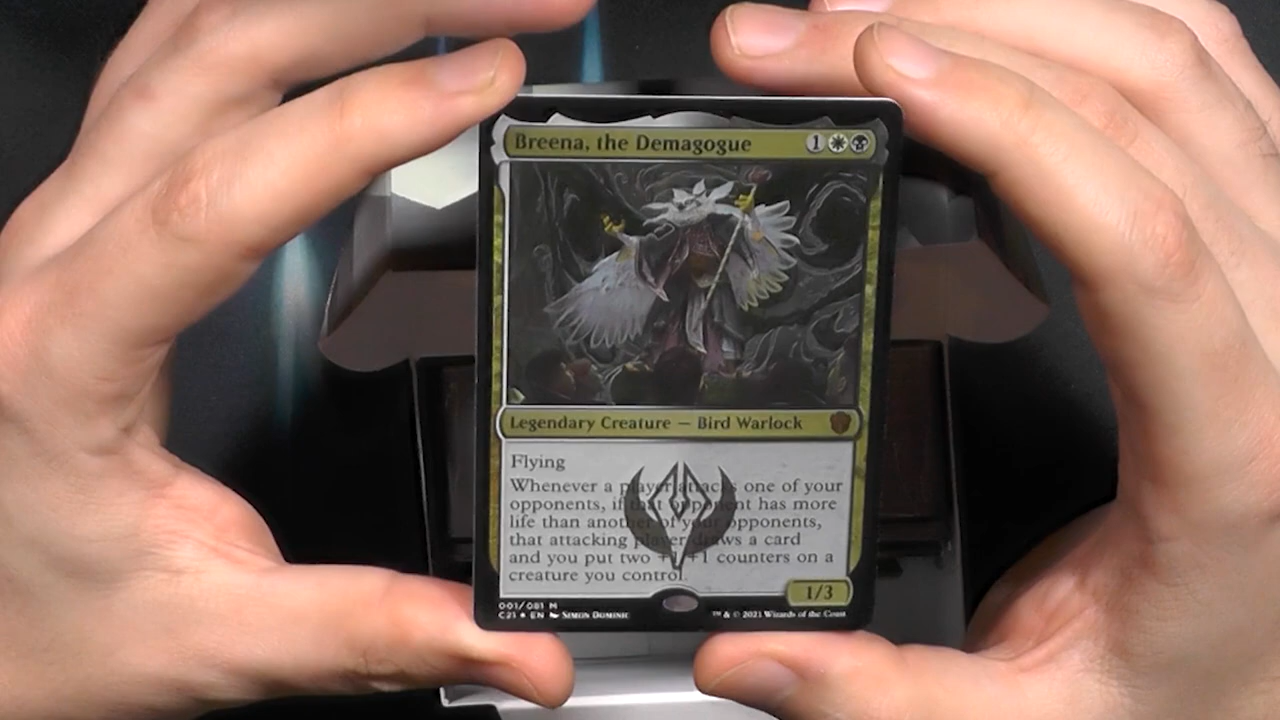 Breena, the Demagogue 1
Legendary Creature — Bird Warlock
Flying
Whenever a player attacks one of your
opponents, if that opponent has more
life than another of your opponents,
that attacking player draws a card
and you put two +1/+1 counters on a
creature you control.
1/3
001/081 M
C21 ★ EN Simon Dominic
™ & © 2021 Wizards of the Coast